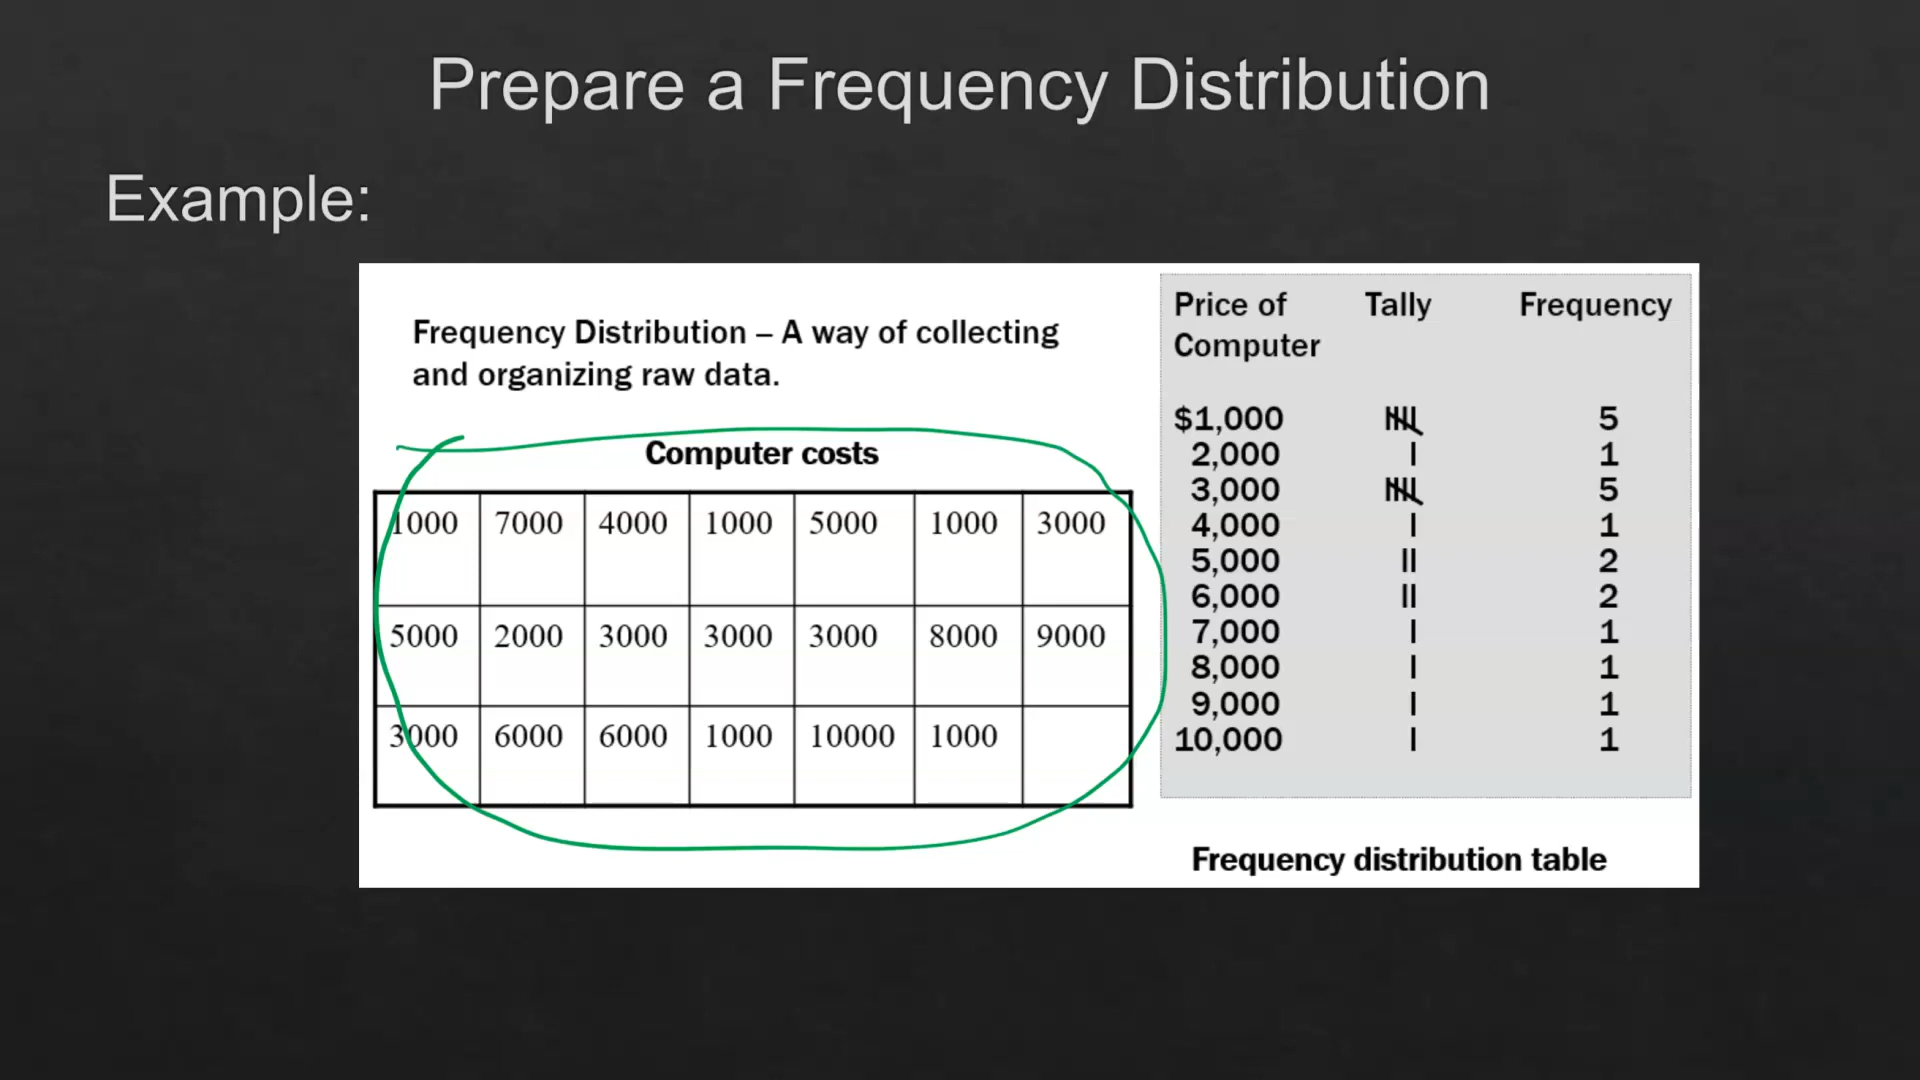 Prepare a Frequency Distribution
Example:
Frequency Distribution – A way of collecting
and organizing raw data.
Computer costs
1000 7000 4000 1000 5000 1000 3000
5000 2000 3000 3000 3000 8000 9000
3000 6000 6000 1000 10000 1000
Price of Tally Frequency
Computer
$1,000 5
2,000 I 1
3,000 5
4,000 I 1
5,000 II 2
6,000 II 2
7,000 I 1
8,000 I 1
9,000 I 1
10,000 I 1
Frequency distribution table